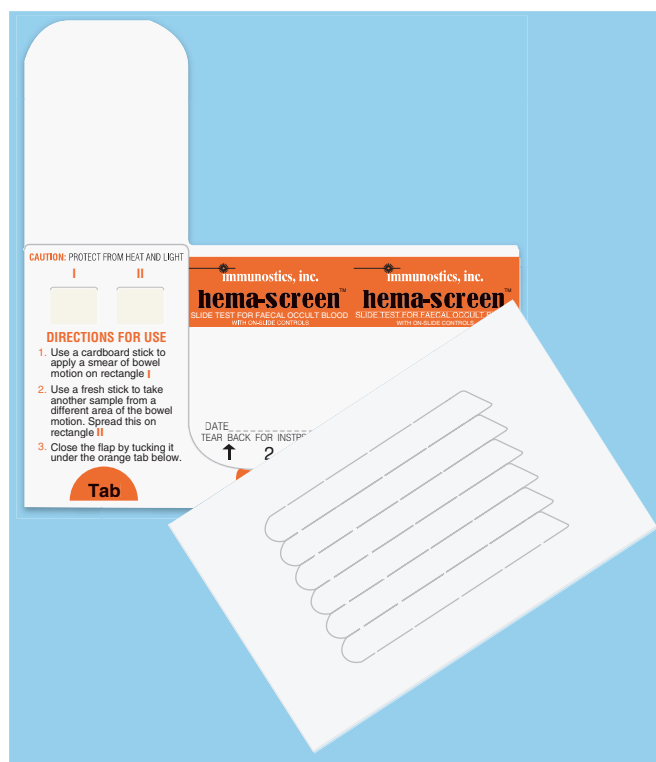 CAUTION: PROTECT FROM HEAT AND LIGHT
I II
DIRECTIONS FOR USE
1. Use a cardboard stick to
apply a smear of bowel
motion on rectangle I
2. Use a fresh stick to take
another sample from a
different area of the bowel
motion. Spread this on
rectangle II
3. Close the flap by tucking it
under the orange tab below.
Tab
immunostics, inc.
hema-screen™
SLIDE TEST FOR FAECAL OCCULT BLOOD
WITH ON-SLIDE CONTROLS
DATE
TEAR BACK FOR
2
immunostics, inc.
hema-screen™
SLIDE TEST FOR FAECAL OCCULT
WITH ON-SLIDE CONTROLS